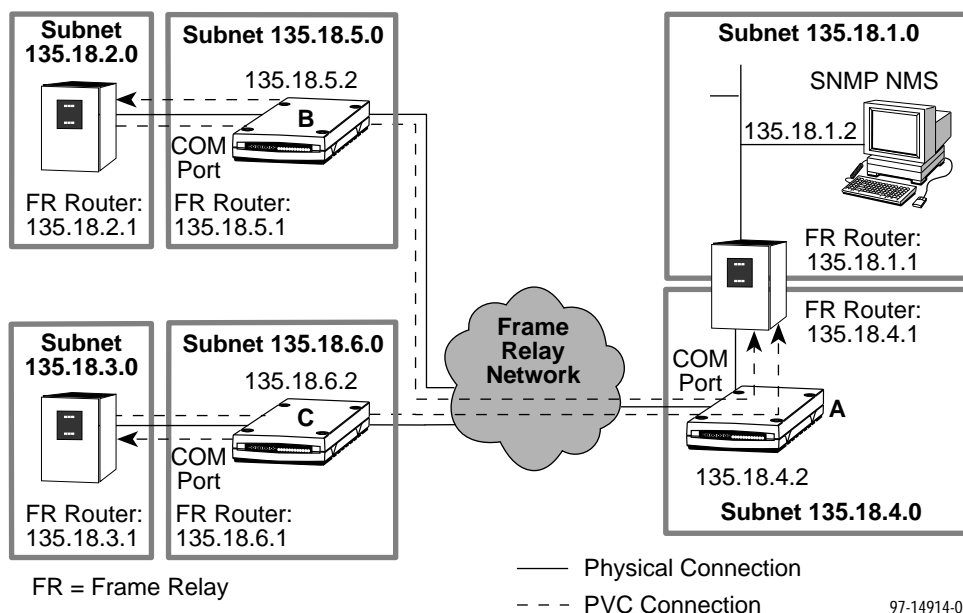 Subnet
135.18.2.0
FR Router:
135.18.2.1
Subnet 135.18.5.0
135.18.5.2
B
COM
Port
FR Router:
135.18.5.1
Subnet 135.18.1.0
SNMP NMS
135.18.1.2
FR Router:
135.18.1.1
Subnet
135.18.3.0
FR Router:
135.18.3.1
Subnet 135.18.6.0
135.18.6.2
C
COM
Port
FR Router:
135.18.6.1
Frame
Relay
Network
FR Router:
135.18.4.1
COM
Port
A
135.18.4.2
Subnet 135.18.4.0
FR = Frame Relay
Physical Connection
PVC Connection
97-14914-0